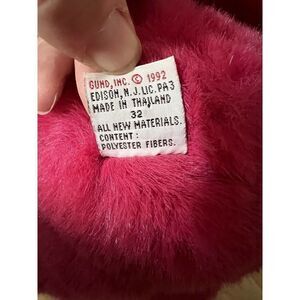 GUND, INC. © 1992
EDISON, N.J. LIC. PA3
MADE IN THAILAND
32
ALL NEW MATERIALS.
CONTENT :
POLYESTER FIBERS.